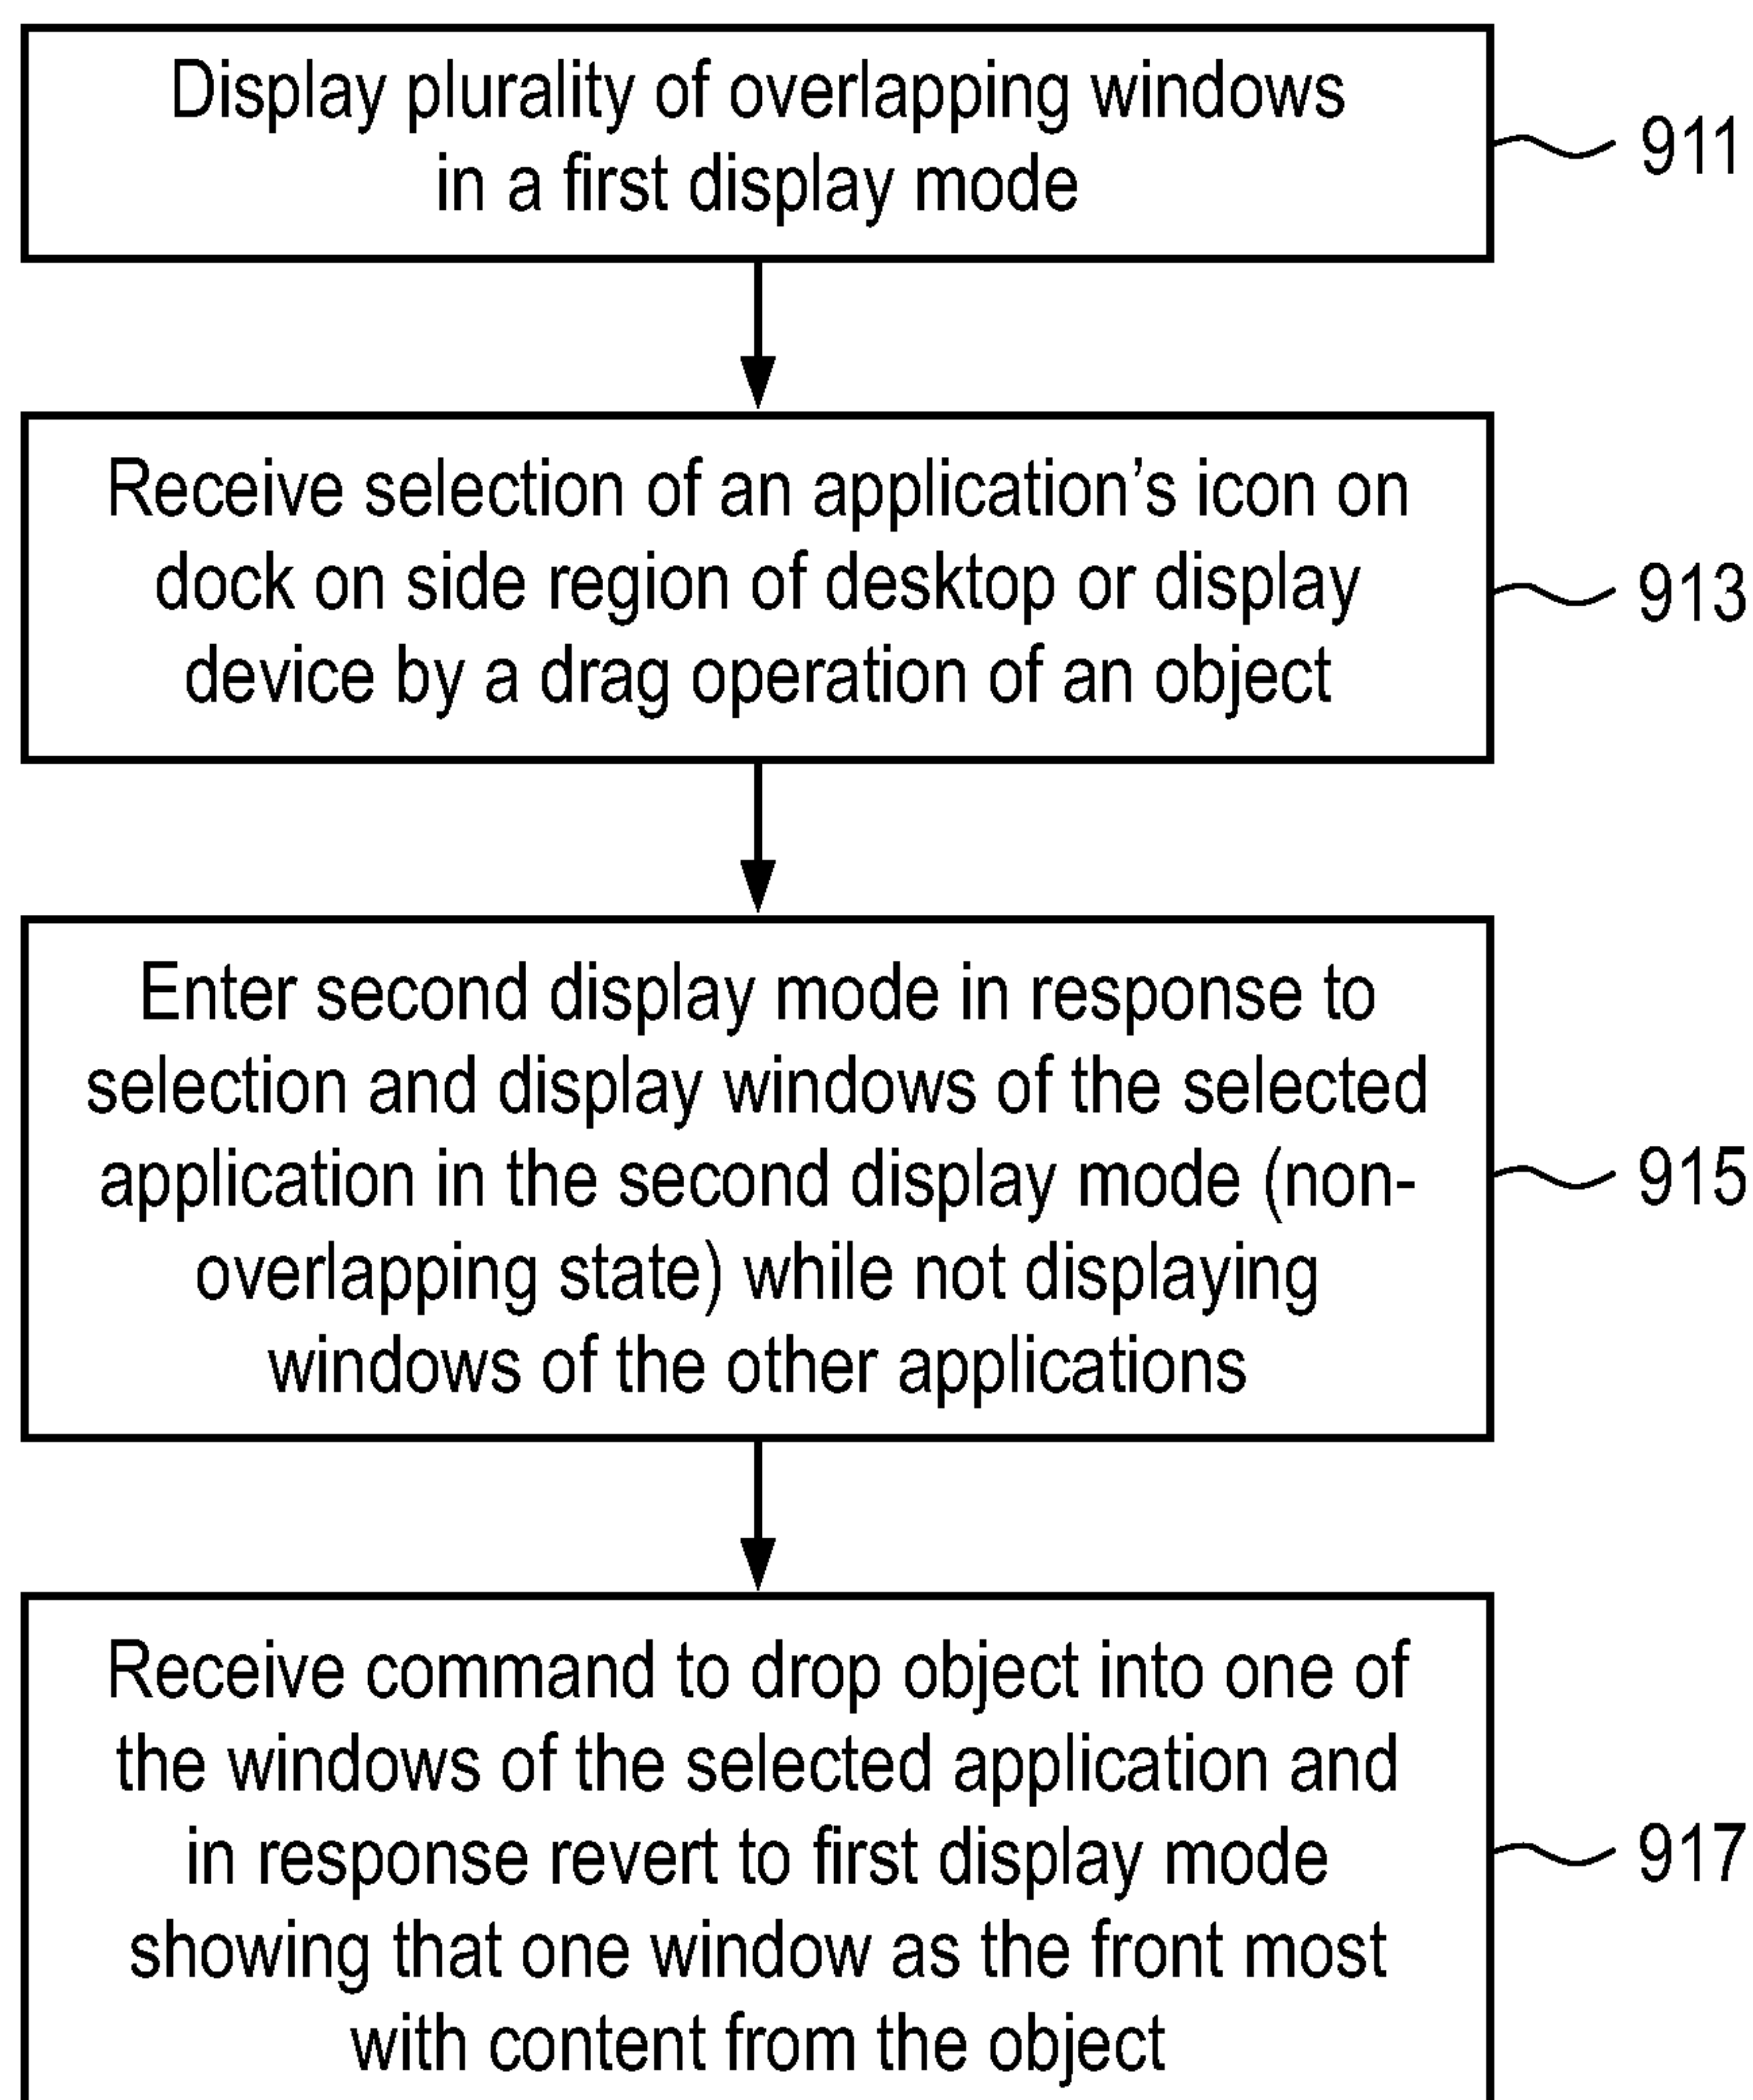 Display plurality of overlapping windows
in a first display mode
911
Receive selection of an application’s icon on
dock on side region of desktop or display
device by a drag operation of an object
913
Enter second display mode in response to
selection and display windows of the selected
application in the second display mode (non-
overlapping state) while not displaying
windows of the other applications
915
Receive command to drop object into one of
the windows of the selected application and
in response revert to first display mode
showing that one window as the front most
with content from the object
917